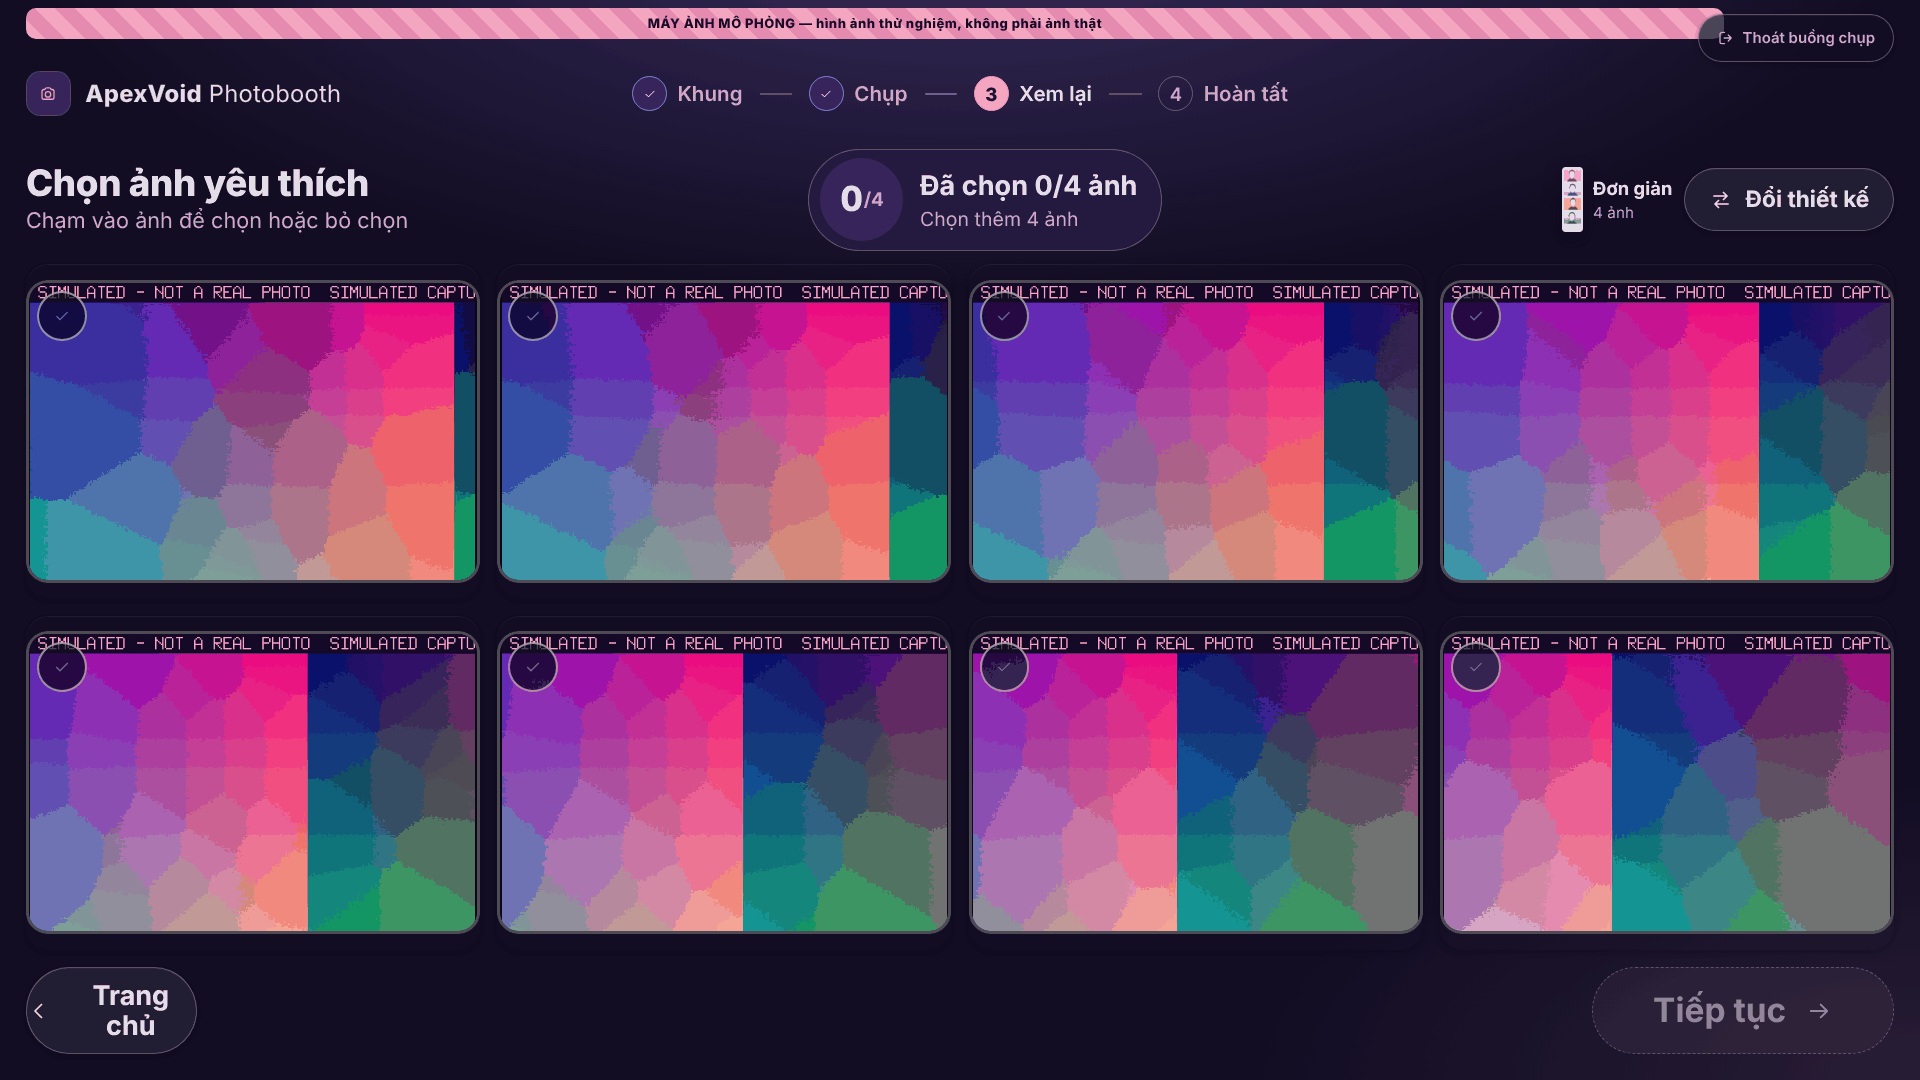 MÁY ẢNH MÔ PHỎNG — hình ảnh thử nghiệm, không phải ảnh thật
Thoát buồng chụp
ApexVoid Photobooth
Khung
Chụp
3 Xem lại
4 Hoàn tất
Chọn ảnh yêu thích
Chạm vào ảnh để chọn hoặc bỏ chọn
0/4
Đã chọn 0/4 ảnh
Chọn thêm 4 ảnh
Đơn giản
4 ảnh
Đổi thiết kế
SIMULATED - NOT A REAL PHOTO SIMULATED CAPTU
SIMULATED - NOT A REAL PHOTO SIMULATED CAPTU
SIMULATED - NOT A REAL PHOTO SIMULATED CAPTU
SIMULATED - NOT A REAL PHOTO SIMULATED CAPTU
SIMULATED - NOT A REAL PHOTO SIMULATED CAPTU
SIMULATED - NOT A REAL PHOTO SIMULATED CAPTU
SIMULATED - NOT A REAL PHOTO SIMULATED CAPTU
SIMULATED - NOT A REAL PHOTO SIMULATED CAPTU
Trang
chủ
Tiếp tục